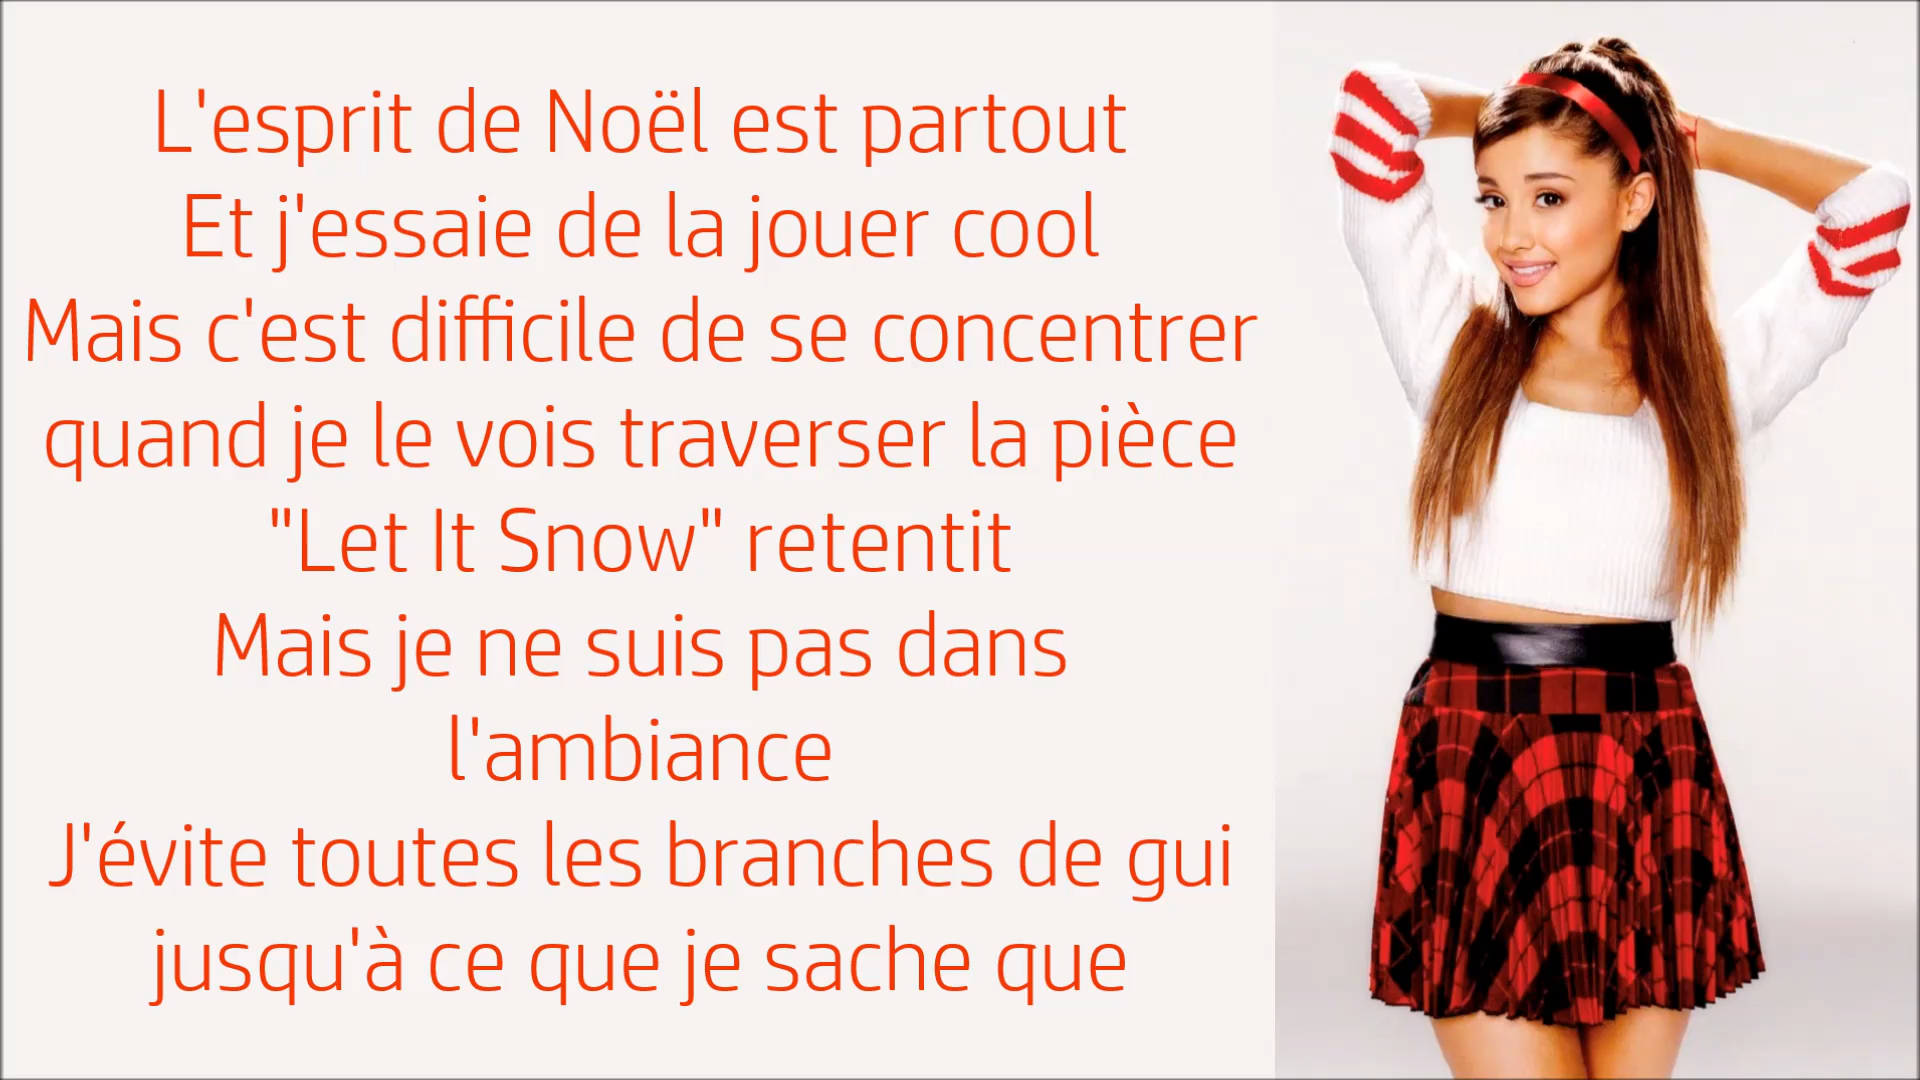 L'esprit de Noël est partout
Et j'essaie de la jouer cool
Mais c'est difficile de se concentrer
quand je le vois traverser la pièce
"Let It Snow" retentit
Mais je ne suis pas dans
l'ambiance
J'évite toutes les branches de gui
jusqu'à ce que je sache que